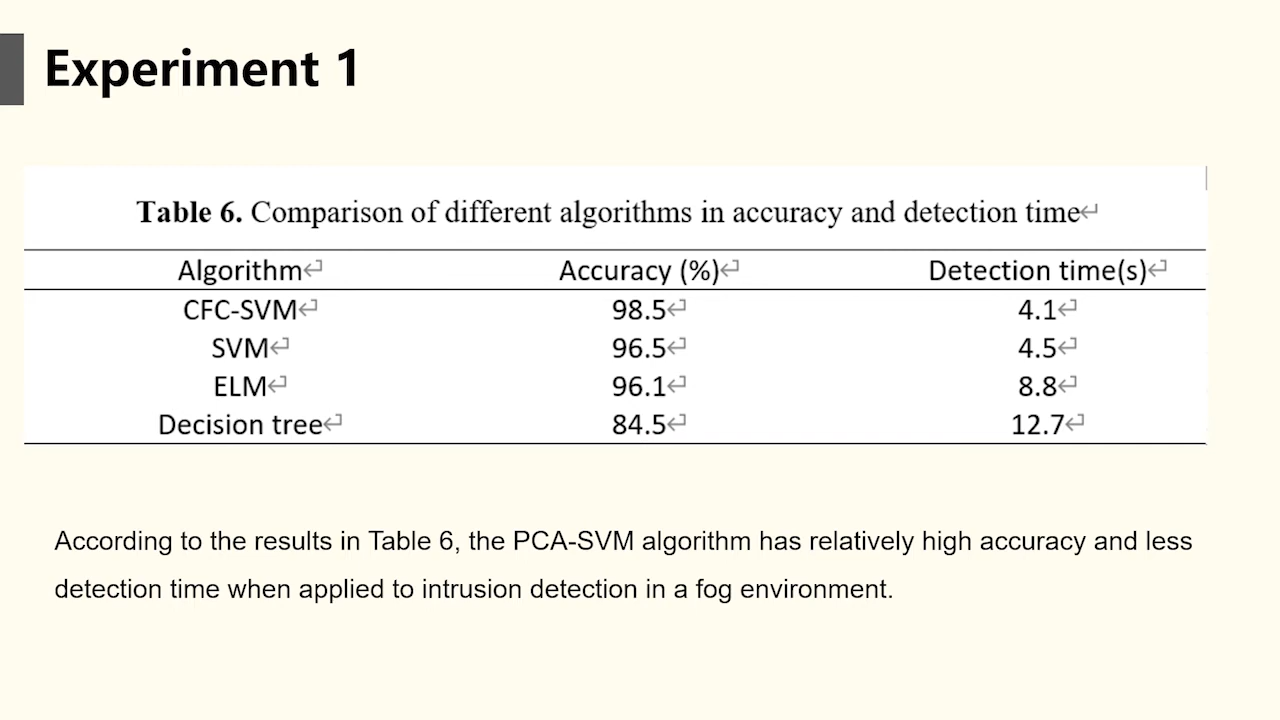 Experiment 1
Table 6. Comparison of different algorithms in accuracy and detection time↵
Algorithm↵ Accuracy (%)↵ Detection time(s)↵
CFC-SVM↵ 98.5↵ 4.1↵
SVM↵ 96.5↵ 4.5↵
ELM↵ 96.1↵ 8.8↵
Decision tree↵ 84.5↵ 12.7↵
According to the results in Table 6, the PCA-SVM algorithm has relatively high accuracy and less
detection time when applied to intrusion detection in a fog environment.